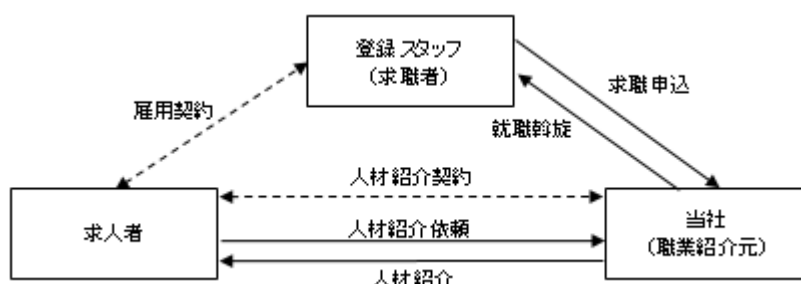 登録スタッフ
（求職者）
求職申込
雇用契約
就職斡旋
人材紹介契約
求人者
人材紹介依頼
当社
（職業紹介元）
人材紹介